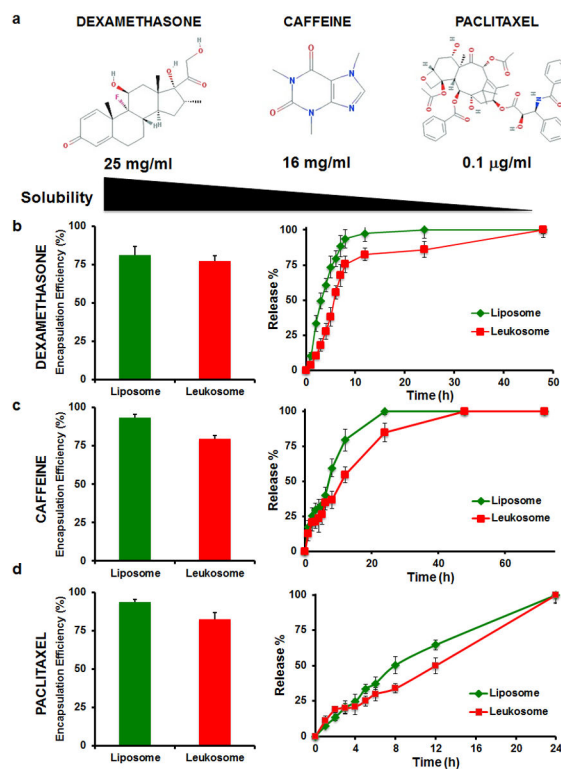 a
DEXAMETHASONE CAFFEINE PACLITAXEL
25 mg/ml 16 mg/ml 0.1 µg/ml
Solubility
b
DEXAMETHASONE
Encapsulation Efficiency (%)
100
75
50
25
0
Liposome Leukosome
Release %
100
75
50
25
0
Liposome
Leukosome
0 10 20 30 40 50
Time (h)
c
CAFFEINE
Encapsulation Efficiency (%)
100
75
50
25
0
Liposome Leukosome
Release %
100
75
50
25
0
Liposome
Leukosome
0 20 40 60
Time (h)
d
PACLITAXEL
Encapsulation Efficiency (%)
100
75
50
25
0
Liposome Leukosome
Release %
100
75
50
25
0
Liposome
Leukosome
0 4 8 12 16 20 24
Time (h)